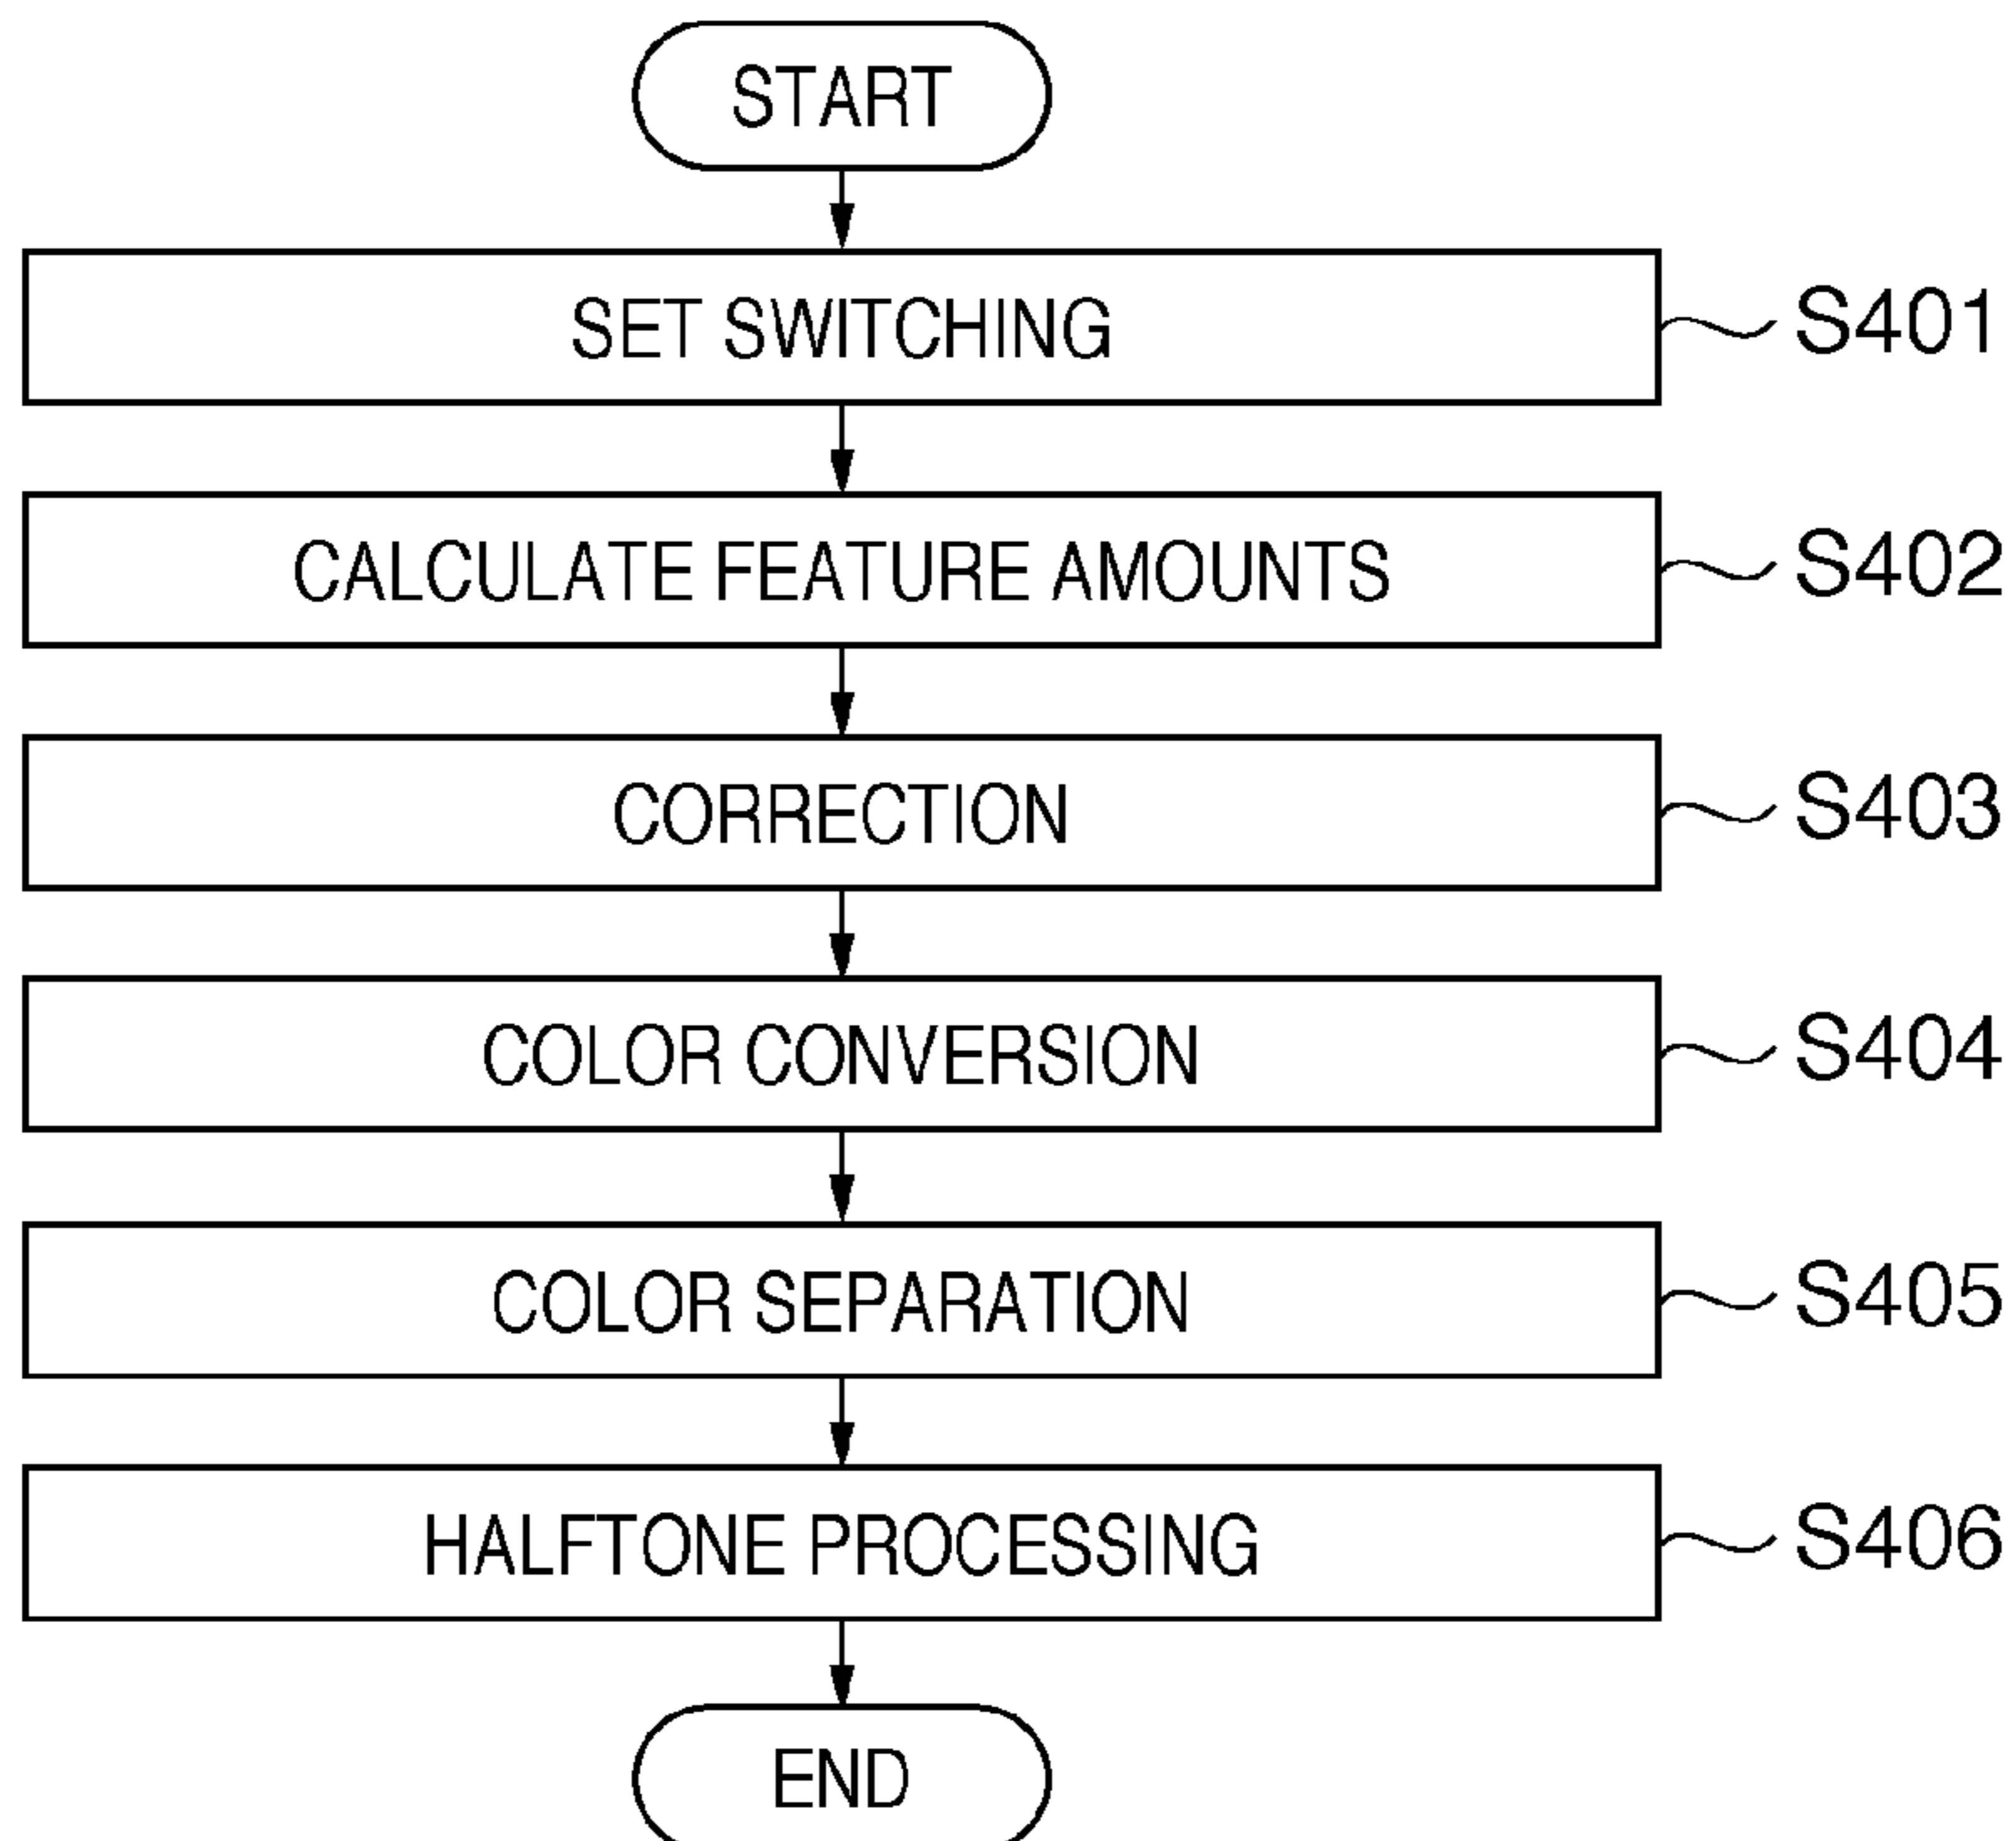 START
SET SWITCHING
S401
CALCULATE FEATURE AMOUNTS
S402
CORRECTION
S403
COLOR CONVERSION
S404
COLOR SEPARATION
S405
HALFTONE PROCESSING
S406
END